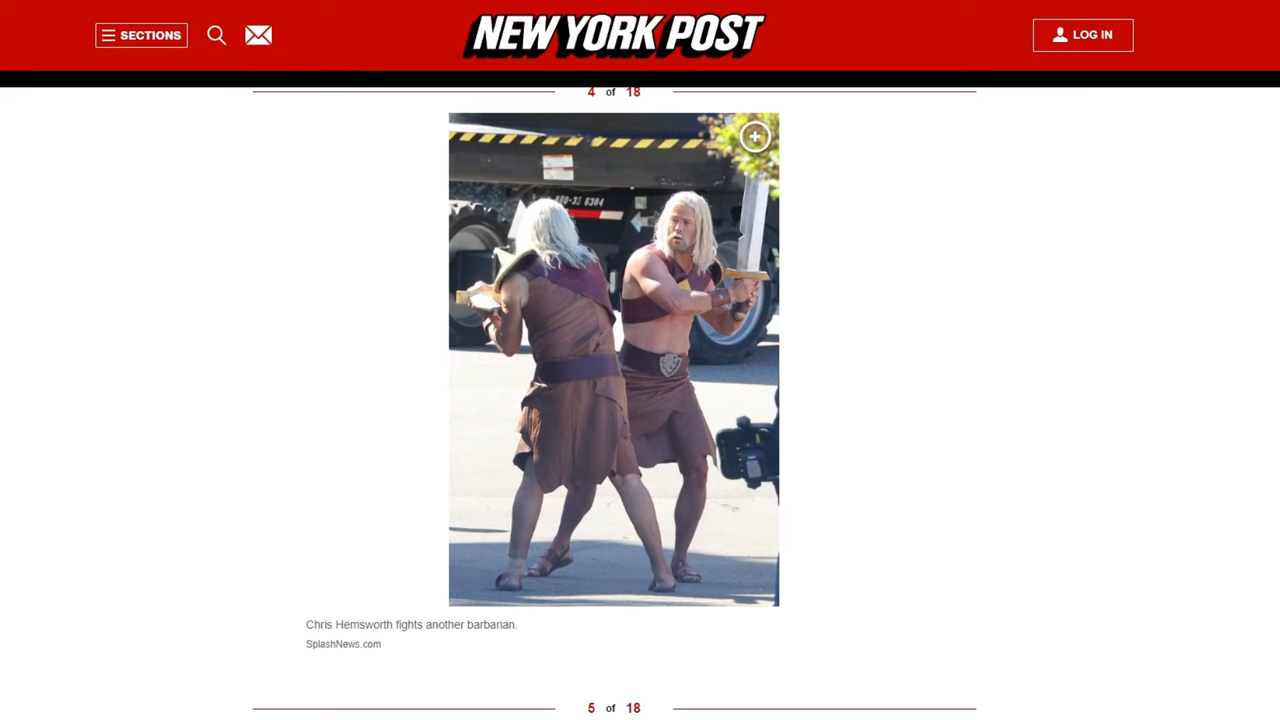 SECTIONS
NEW YORK POST
LOG IN
4 of 18
Chris Hemsworth fights another barbarian.
SplashNews.com
5 of 18